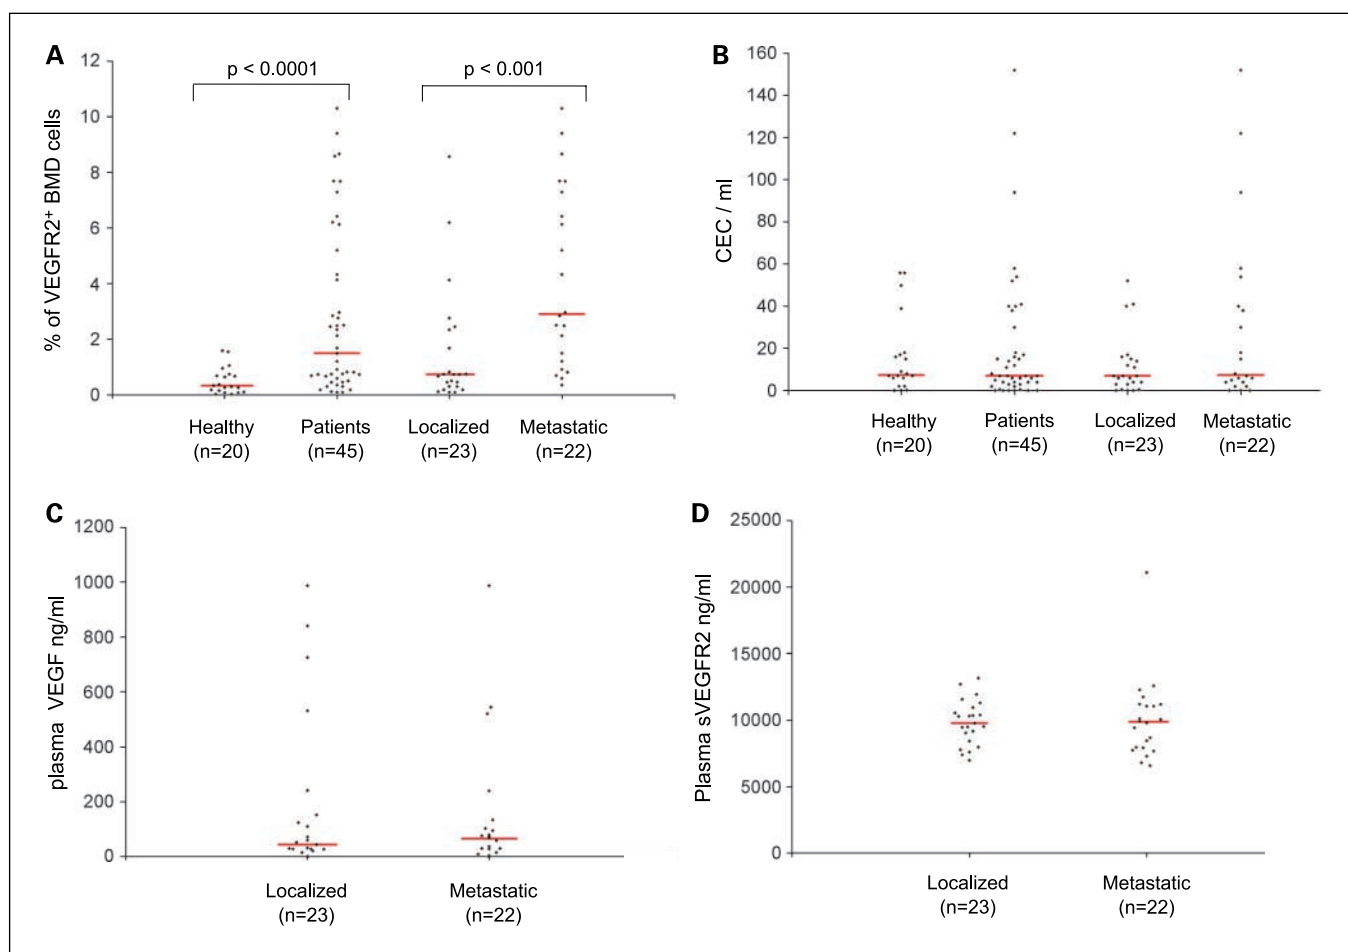 A
% of VEGFR2+ BMD cells
12
10
8
6
4
2
0
p < 0.0001
p < 0.001
Healthy
(n=20)
Patients
(n=45)
Localized
(n=23)
Metastatic
(n=22)
B
CEC / ml
160
140
120
100
80
60
40
20
0
Healthy
(n=20)
Patients
(n=45)
Localized
(n=23)
Metastatic
(n=22)
C
plasma VEGF ng/ml
1200
1000
800
600
400
200
0
Localized
(n=23)
Metastatic
(n=22)
D
Plasma sVEGFR2 ng/ml
25000
20000
15000
10000
5000
0
Localized
(n=23)
Metastatic
(n=22)